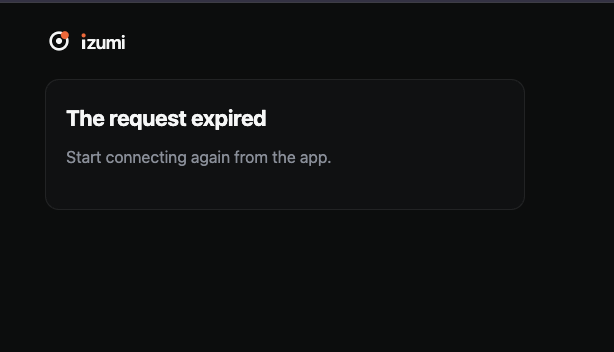 izumi
The request expired
Start connecting again from the app.